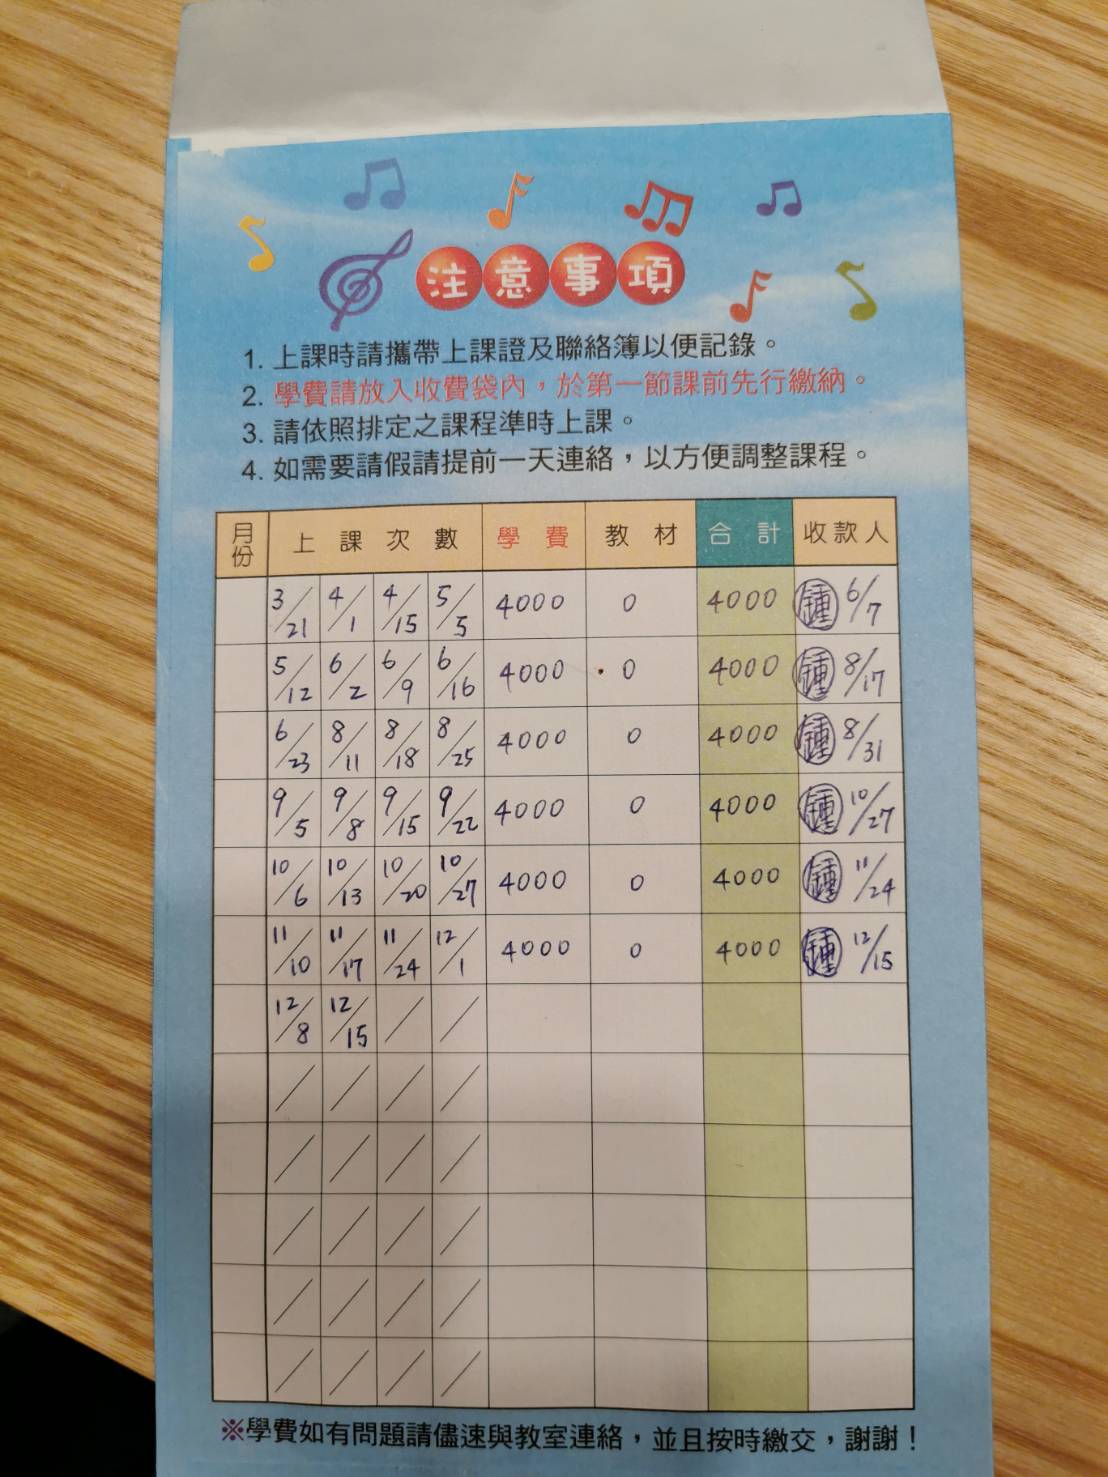 注意事項
1. 上課時請攜帶上課證及聯絡簿以便記錄。
2. 學費請放入收費袋內，於第一節課前先行繳納。
3. 請依照排定之課程準時上課。
4. 如需要請假請提前一天連絡，以方便調整課程。
月份 上課次數 學費 教材 合計 收款人
3/21 4/1 4/15 5/5 4000 0 4000 鍾 6/7
5/12 6/2 6/9 6/16 4000 0 4000 鍾 8/17
6/23 8/11 8/18 8/25 4000 0 4000 鍾 8/31
9/5 9/8 9/15 9/22 4000 0 4000 鍾 10/27
10/6 10/13 10/20 10/27 4000 0 4000 鍾 11/24
11/10 11/17 11/24 12/1 4000 0 4000 鍾 12/15
12/8 12/15 / /
/ / / /
/ / / /
/ / / /
/ / / /
/ / / /
※學費如有問題請儘速與教室連絡，並且按時繳交，謝謝！